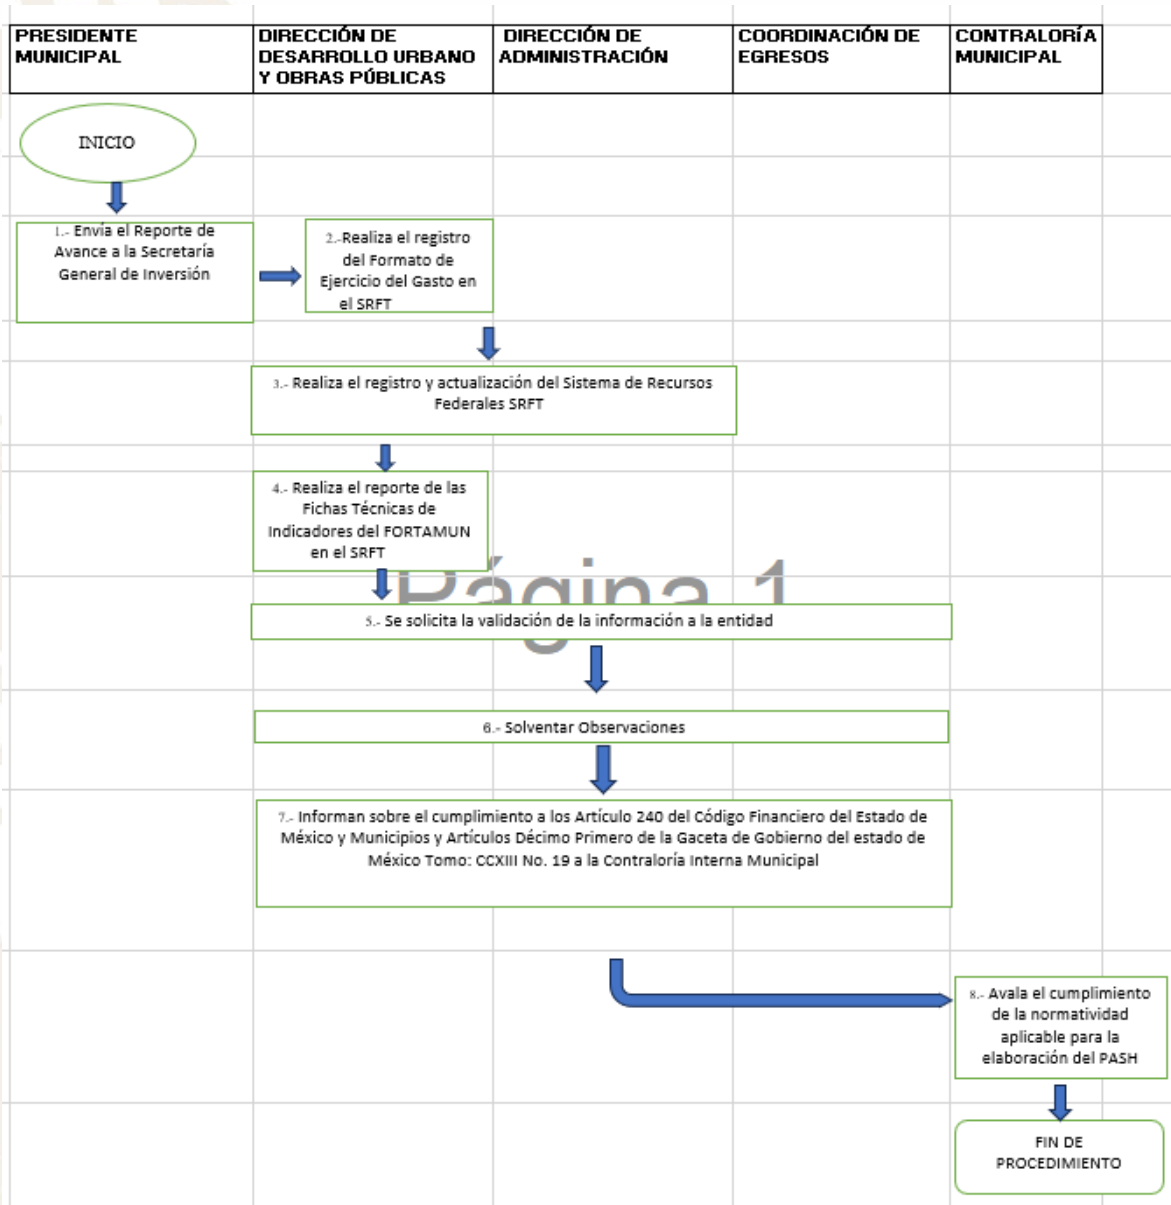 PRESIDENTE
MUNICIPAL
DIRECCIÓN DE
DESARROLLO URBANO
Y OBRAS PÚBLICAS
DIRECCIÓN DE
ADMINISTRACIÓN
COORDINACIÓN DE
EGRESOS
CONTRALORÍA
MUNICIPAL
INICIO
1.- Envía el Reporte de
Avance a la Secretaría
General de Inversión
2.-Realiza el registro
del Formato de
Ejercicio del Gasto en
el SRFT
3.- Realiza el registro y actualización del Sistema de Recursos
Federales SRFT
4.- Realiza el reporte de las
Fichas Técnicas de
Indicadores del FORTAMUN
en el SRFT
Página 1
5.- Se solicita la validación de la información a la entidad
6.- Solventar Observaciones
7.- Informan sobre el cumplimiento a los Artículo 240 del Código Financiero del Estado de
México y Municipios y Artículos Décimo Primero de la Gaceta de Gobierno del estado de
México Tomo: CCXIII No. 19 a la Contraloría Interna Municipal
8.- Avala el cumplimiento
de la normatividad
aplicable para la
elaboración del PASH
FIN DE
PROCEDIMIENTO